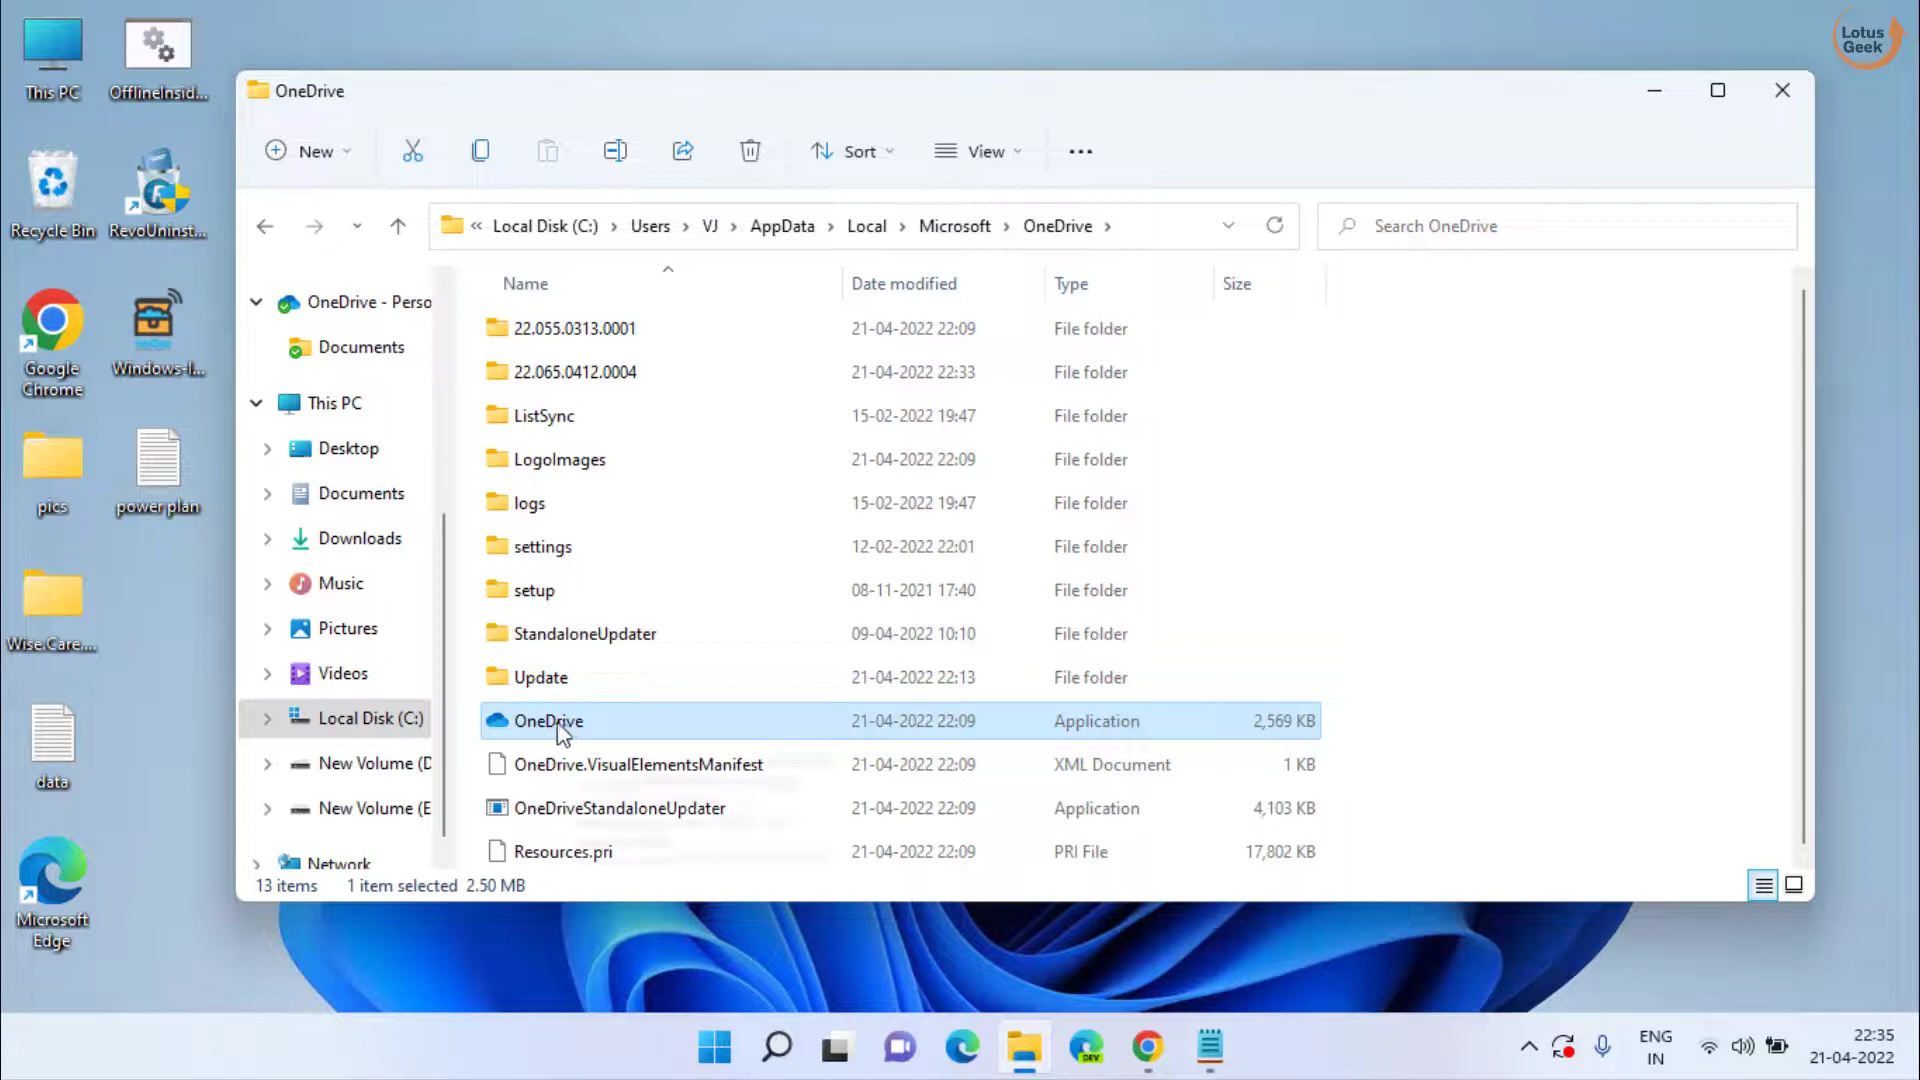 This PC
OfflineInsid...
Recycle Bin
RevoUninst...
Google
Chrome
Windows-I...
pics
power plan
Wise.Care....
data
Microsoft
Edge
Lotus
Geek
OneDrive
New
Sort
View
« Local Disk (C:) › Users › VJ › AppData › Local › Microsoft › OneDrive ›
Search OneDrive
OneDrive - Perso
Documents
This PC
Desktop
Documents
Downloads
Music
Pictures
Videos
Local Disk (C:)
New Volume (D
New Volume (E
Network
Name Date modified Type Size
22.055.0313.0001 21-04-2022 22:09 File folder
22.065.0412.0004 21-04-2022 22:33 File folder
ListSync 15-02-2022 19:47 File folder
LogoImages 21-04-2022 22:09 File folder
logs 15-02-2022 19:47 File folder
settings 12-02-2022 22:01 File folder
setup 08-11-2021 17:40 File folder
StandaloneUpdater 09-04-2022 10:10 File folder
Update 21-04-2022 22:13 File folder
OneDrive 21-04-2022 22:09 Application 2,569 KB
OneDrive.VisualElementsManifest 21-04-2022 22:09 XML Document 1 KB
OneDriveStandaloneUpdater 21-04-2022 22:09 Application 4,103 KB
Resources.pri 21-04-2022 22:09 PRI File 17,802 KB
13 items 1 item selected 2.50 MB
DEV
ENG
IN
22:35
21-04-2022